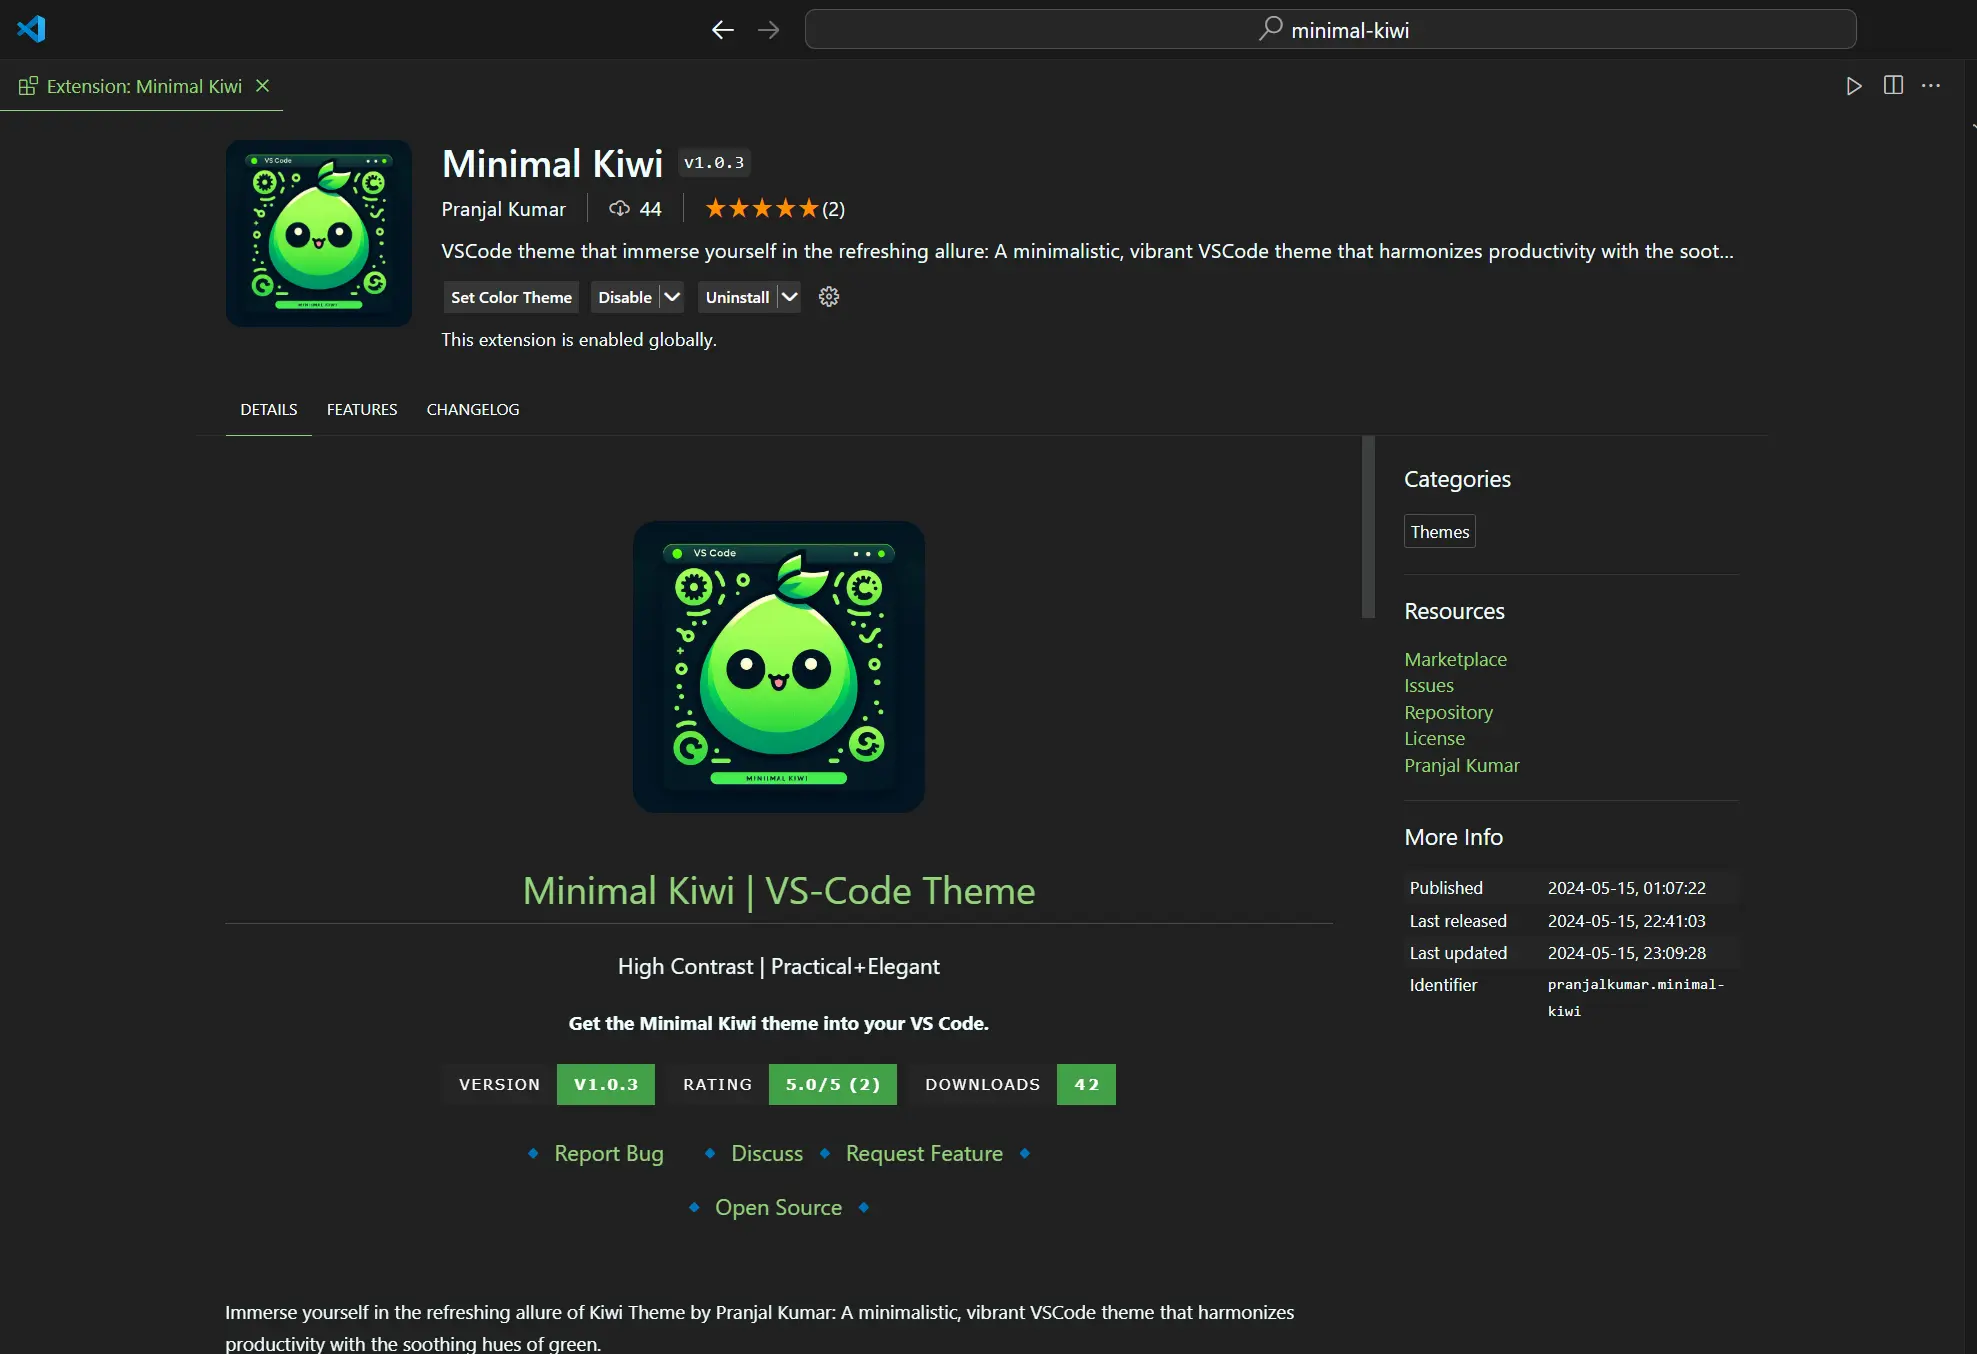 minimal-kiwi
Extension: Minimal Kiwi
VS Code
MINIMAL KIWI
Minimal Kiwi v1.0.3
Pranjal Kumar 44 ★★★★★(2)
VSCode theme that immerse yourself in the refreshing allure: A minimalistic, vibrant VSCode theme that harmonizes productivity with the soot...
Set Color Theme Disable Uninstall
This extension is enabled globally.
DETAILS FEATURES CHANGELOG
VS Code
MINIIMAL KIWI
Minimal Kiwi | VS-Code Theme
High Contrast | Practical+Elegant
Get the Minimal Kiwi theme into your VS Code.
VERSION V1.0.3 RATING 5.0/5 (2) DOWNLOADS 42
Report Bug Discuss Request Feature
Open Source
Immerse yourself in the refreshing allure of Kiwi Theme by Pranjal Kumar: A minimalistic, vibrant VSCode theme that harmonizes
productivity with the soothing hues of green.
Categories
Themes
Resources
Marketplace
Issues
Repository
License
Pranjal Kumar
More Info
Published 2024-05-15, 01:07:22
Last released 2024-05-15, 22:41:03
Last updated 2024-05-15, 23:09:28
Identifier pranjalkumar.minimal-
kiwi